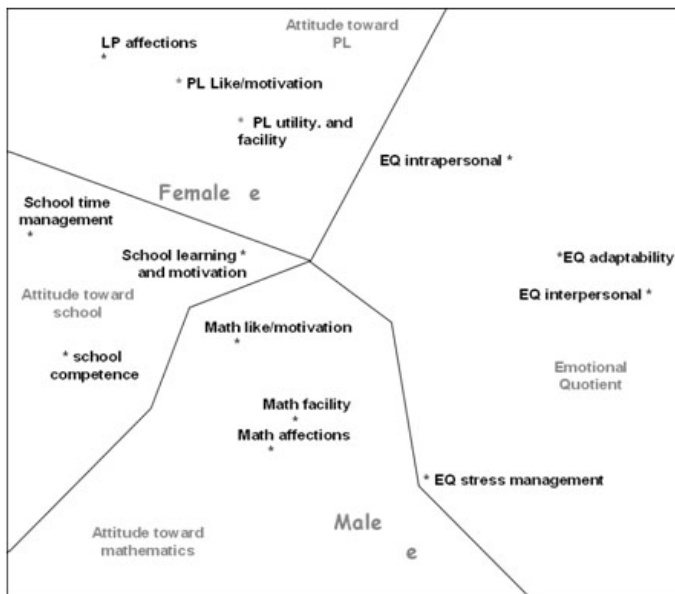 Attitude toward
PL
LP affections
*
* PL Like/motivation
* PL utility. and
facility
EQ intrapersonal *
Female e
School time
management
*
School learning *
and motivation
*EQ adaptability
EQ interpersonal *
Attitude toward
school
Math like/motivation
*
* school
competence
Emotional
Quotient
Math facility
*
Math affections
*
* EQ stress management
Male
e
Attitude toward
mathematics